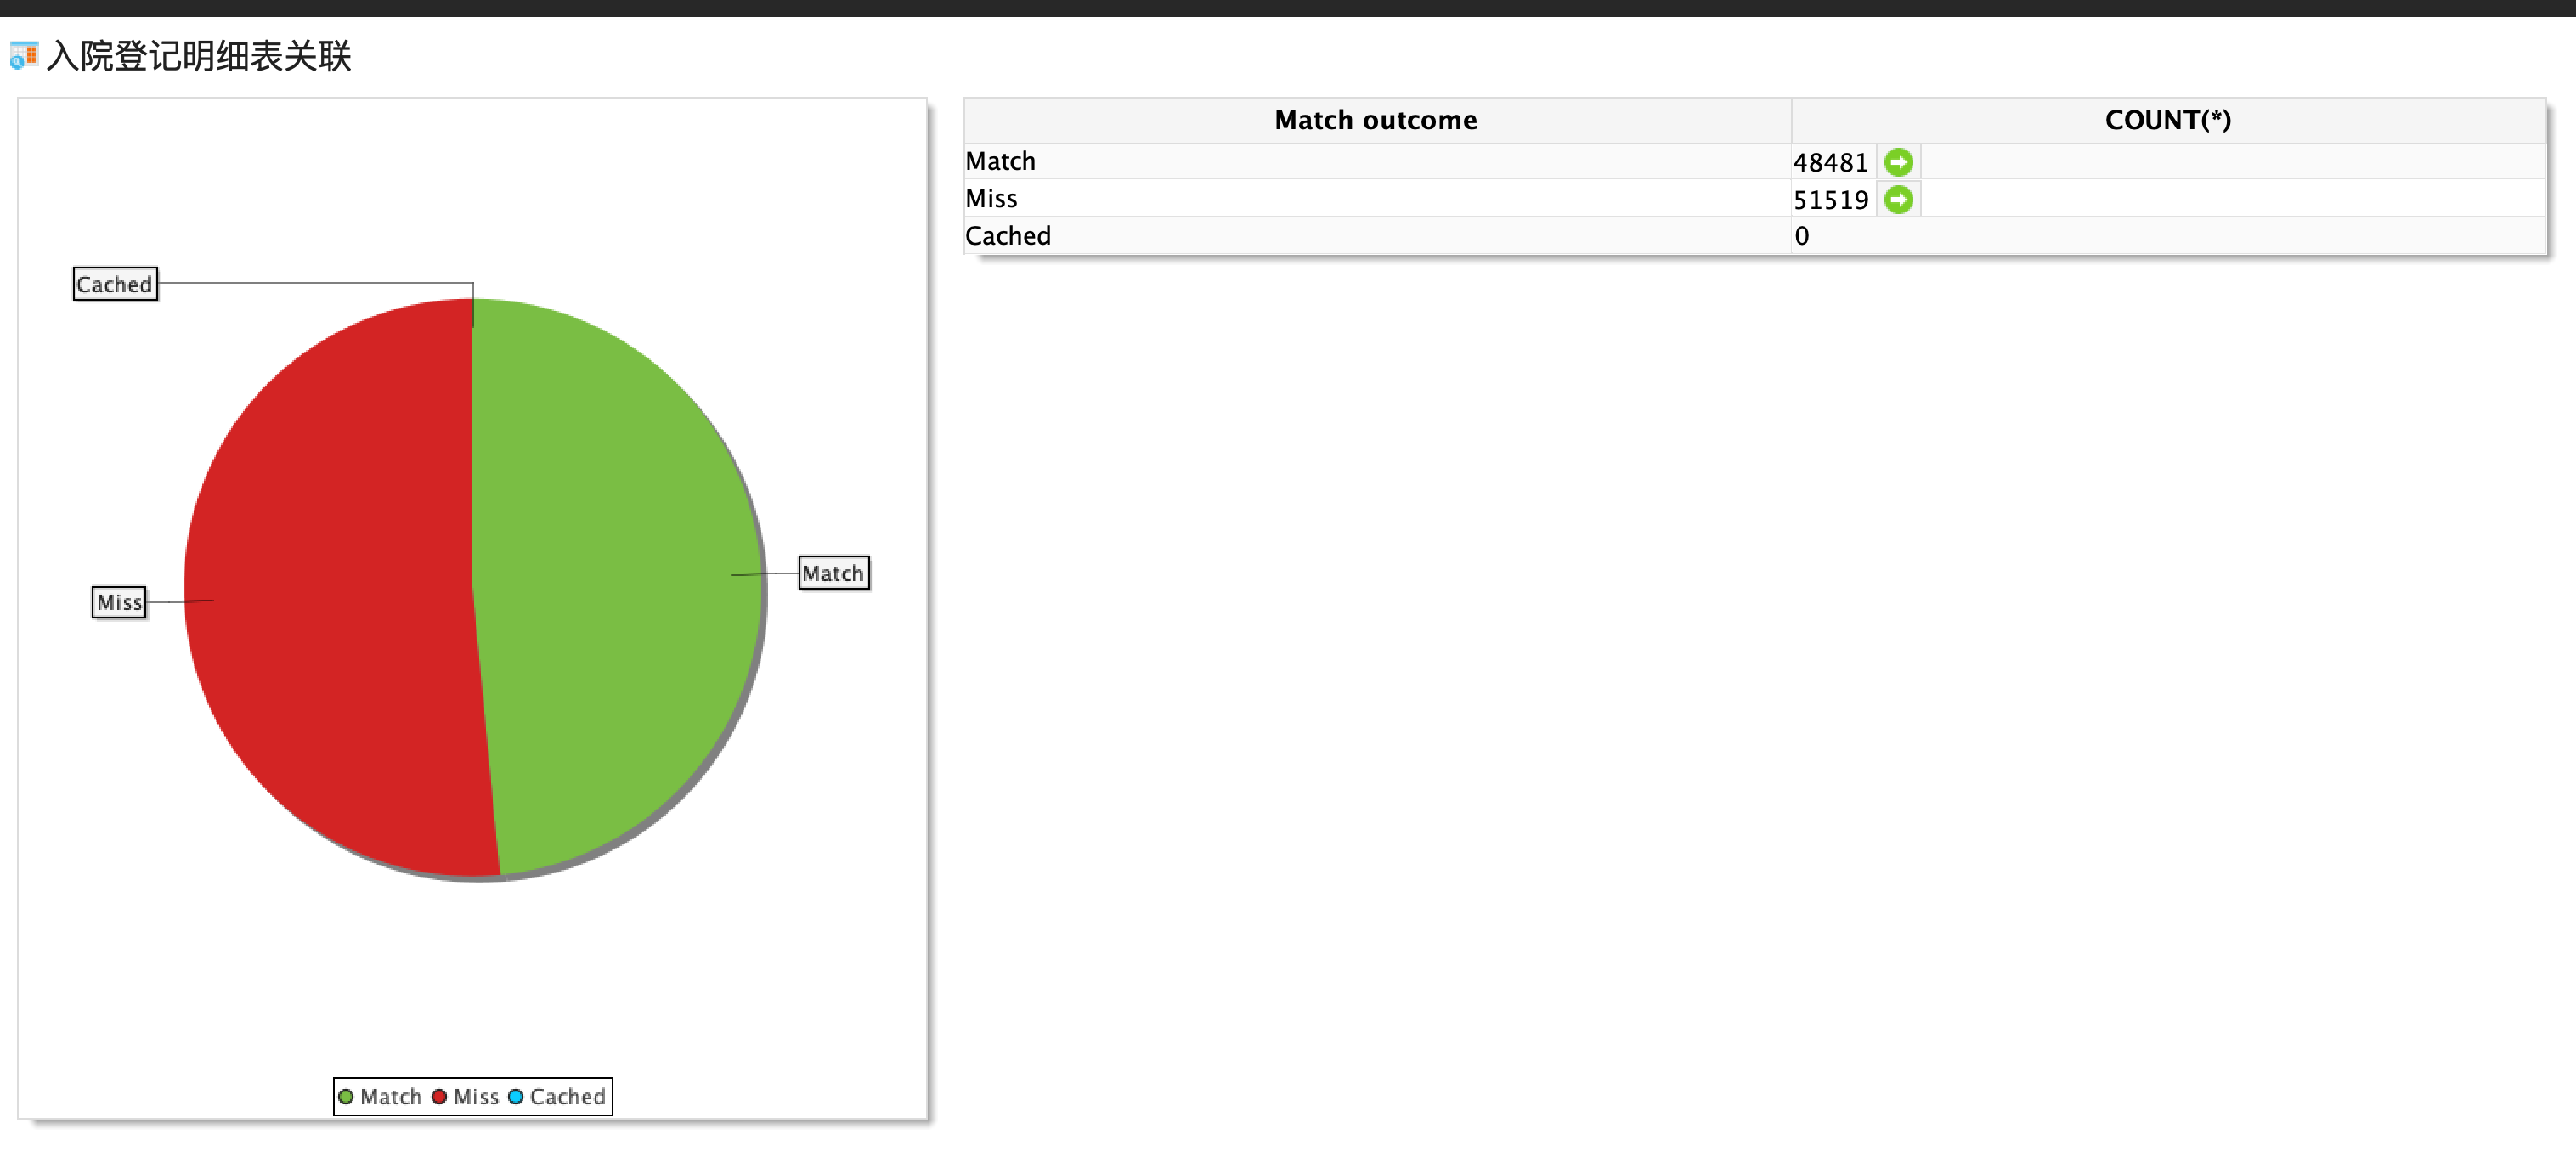 入院登记明细表关联
Match outcome COUNT(*)
Match 48481
Miss 51519
Cached 0
Cached
Match
Miss
Match Miss Cached